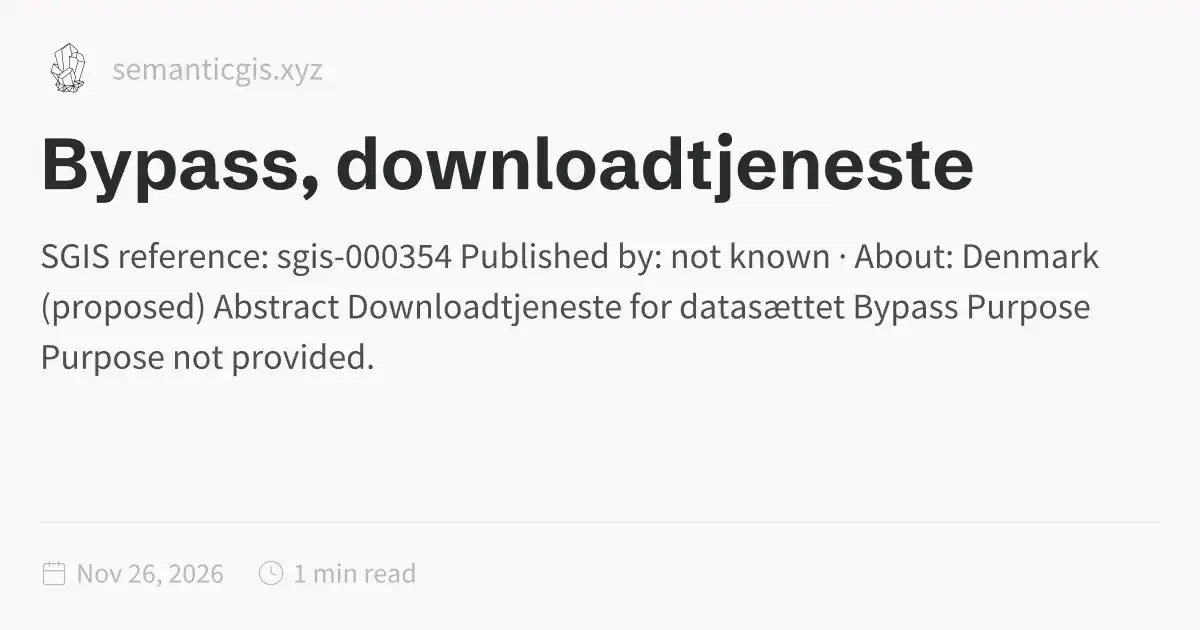 semanticgis.xyz
Bypass, downloadtjeneste
SGIS reference: sgis-000354 Published by: not known · About: Denmark
(proposed) Abstract Downloadtjeneste for datasættet Bypass Purpose
Purpose not provided.
Nov 26, 2026 1 min read